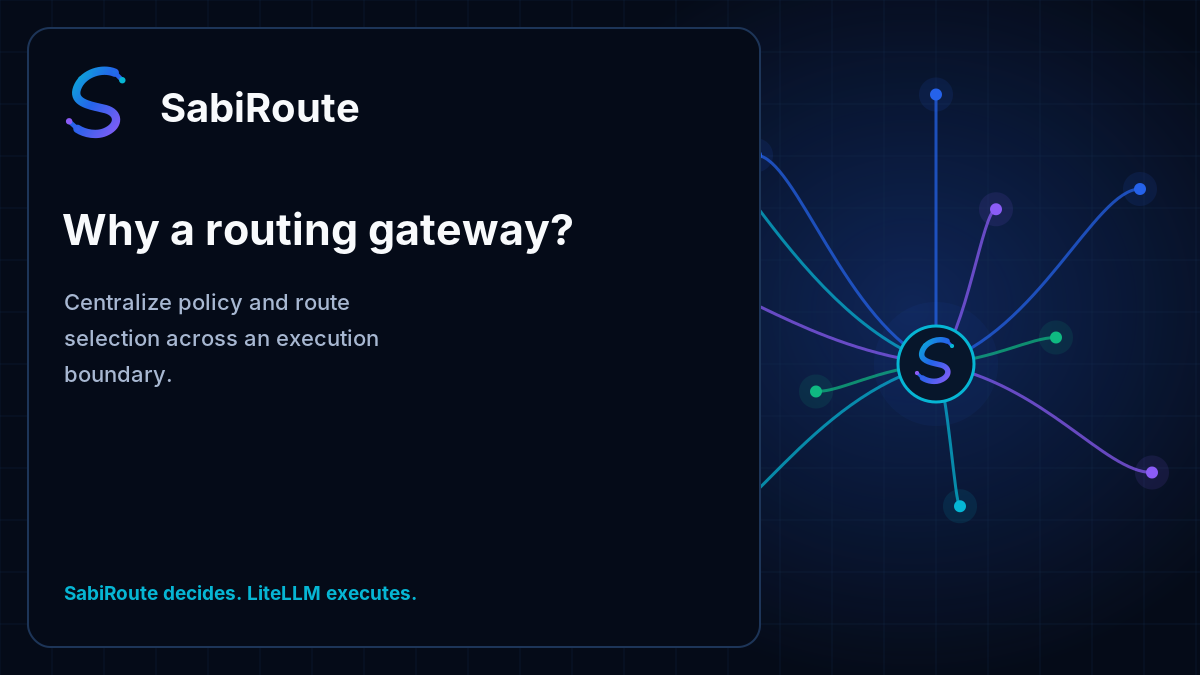 SabiRoute
Why a routing gateway?
Centralize policy and route
selection across an execution
boundary.
SabiRoute decides. LiteLLM executes.